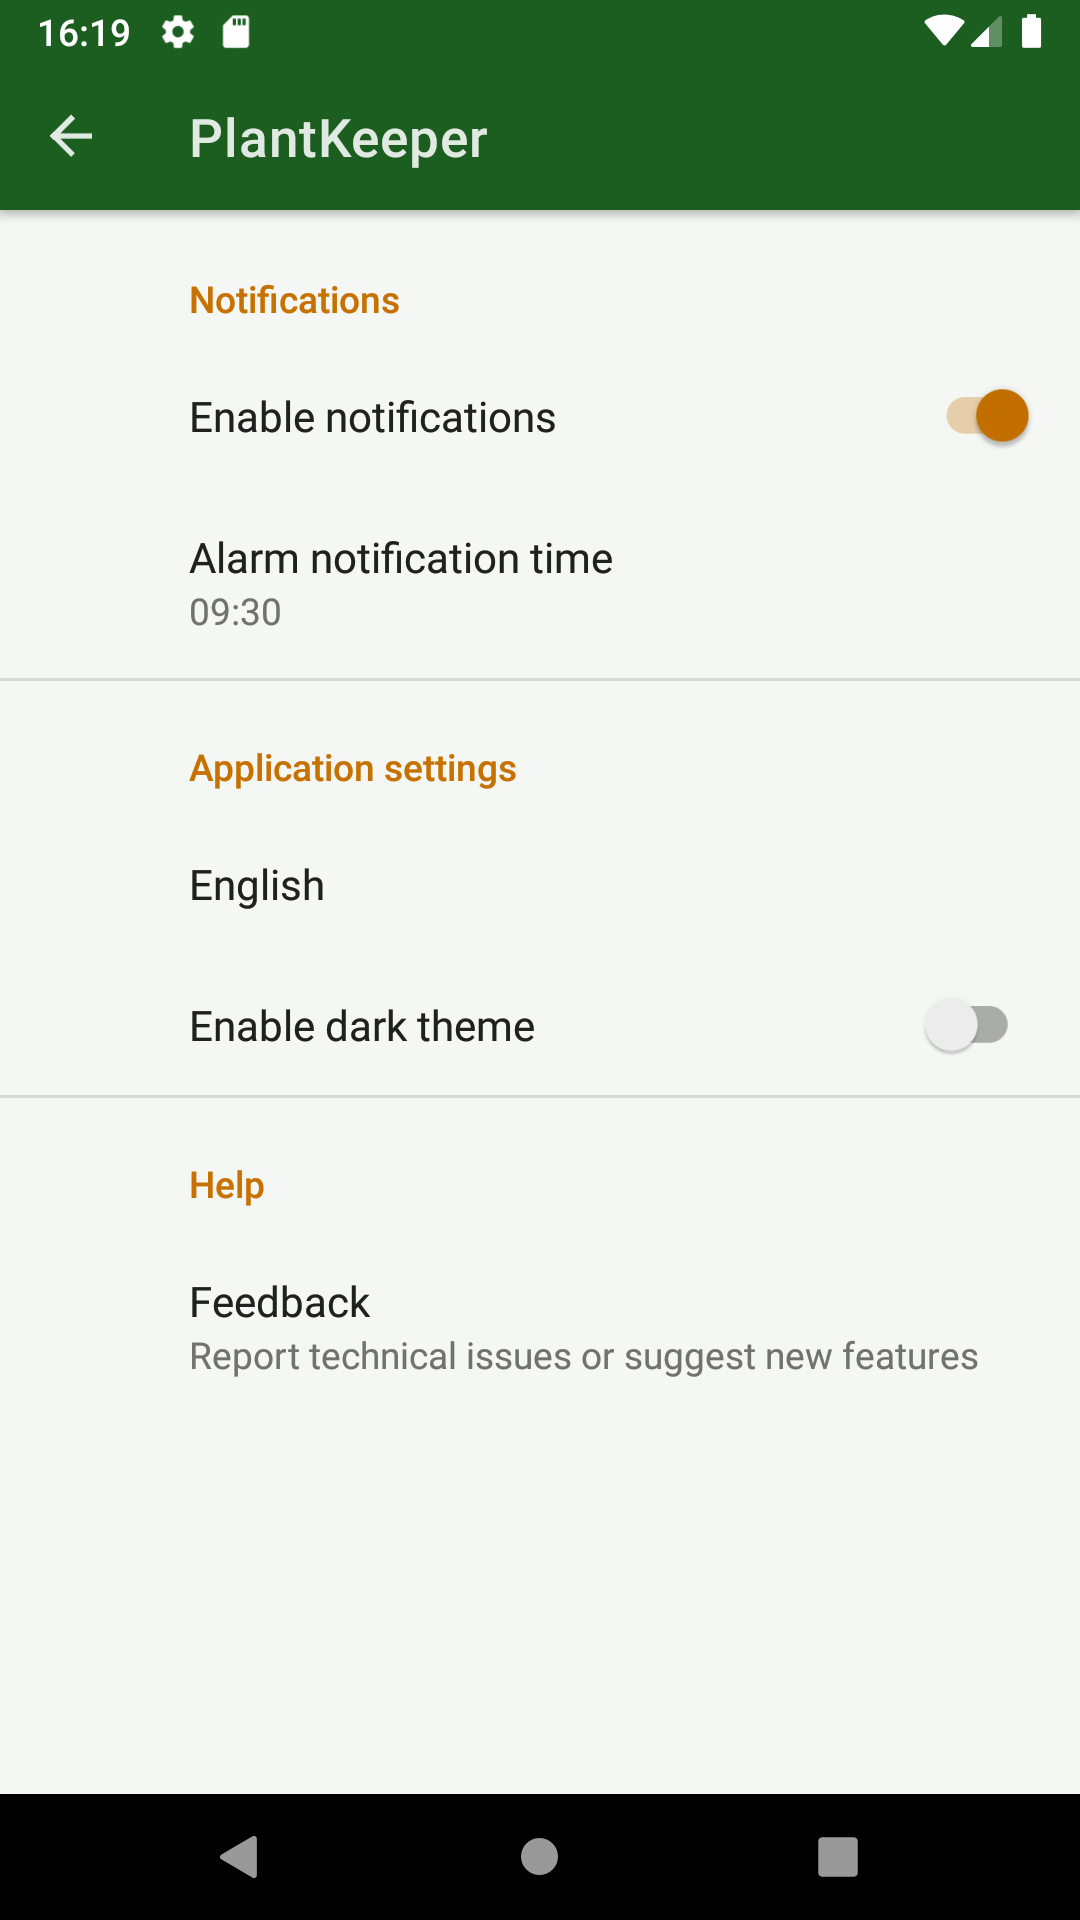 16:19
PlantKeeper
Notifications
Enable notifications
Alarm notification time
09:30
Application settings
English
Enable dark theme
Help
Feedback
Report technical issues or suggest new features